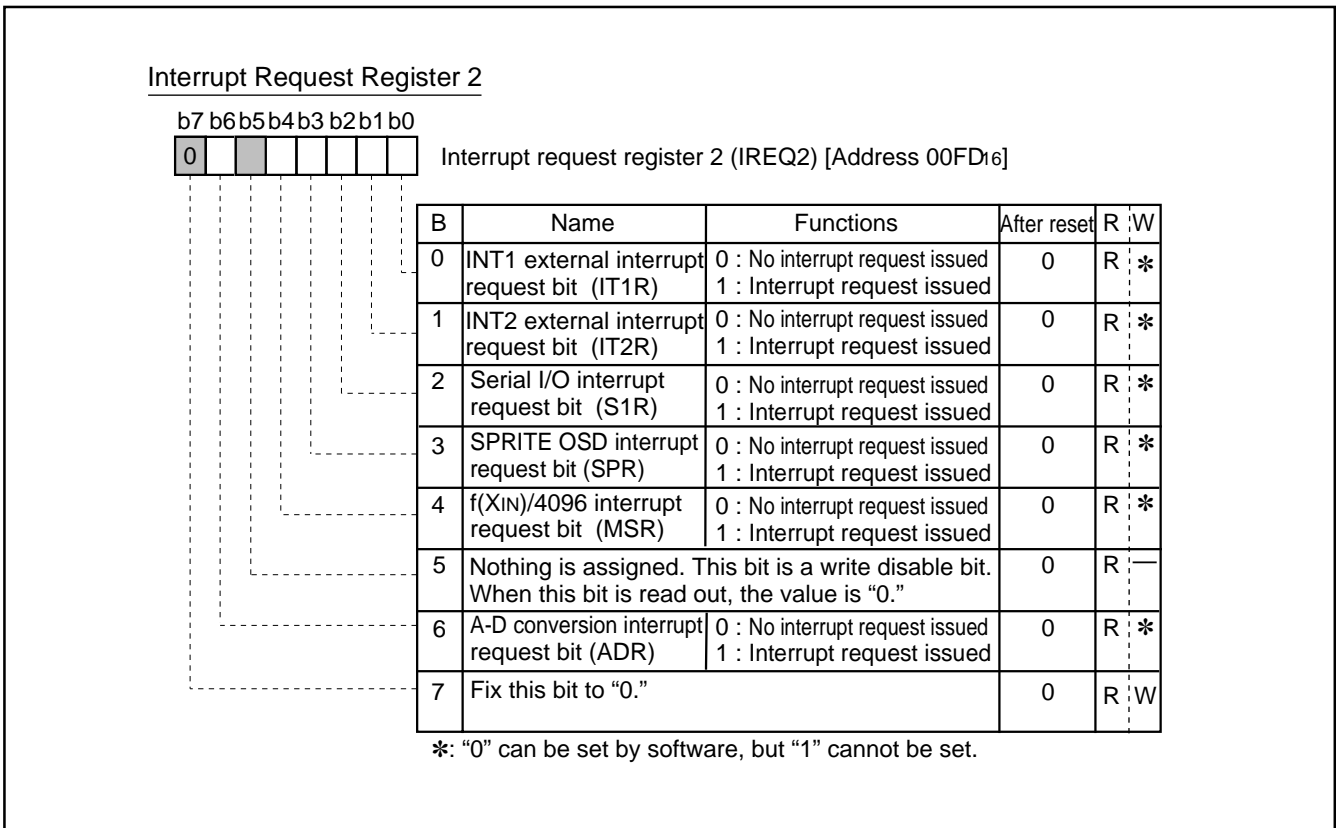 Interrupt Request Register 2
b7 b6 b5 b4 b3 b2 b1 b0
0
Interrupt request register 2 (IREQ2) [Address 00FD16]
B Name Functions After reset R W
0 INT1 external interrupt 0 : No interrupt request issued 0 R ✻
request bit (IT1R) 1 : Interrupt request issued
1 INT2 external interrupt 0 : No interrupt request issued 0 R ✻
request bit (IT2R) 1 : Interrupt request issued
2 Serial I/O interrupt 0 : No interrupt request issued 0 R ✻
request bit (S1R) 1 : Interrupt request issued
3 SPRITE OSD interrupt 0 : No interrupt request issued 0 R ✻
request bit (SPR) 1 : Interrupt request issued
4 f(XIN)/4096 interrupt 0 : No interrupt request issued 0 R ✻
request bit (MSR) 1 : Interrupt request issued
5 Nothing is assigned. This bit is a write disable bit. 0 R —
When this bit is read out, the value is “0.”
6 A-D conversion interrupt 0 : No interrupt request issued 0 R ✻
request bit (ADR) 1 : Interrupt request issued
7 Fix this bit to “0.” 0 R W
✻: “0” can be set by software, but “1” cannot be set.